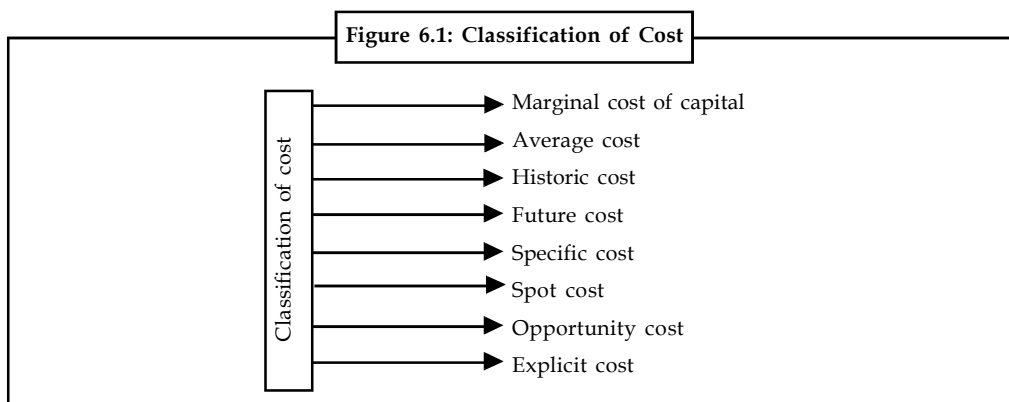 Figure 6.1: Classification of Cost
Classification of cost
Marginal cost of capital
Average cost
Historic cost
Future cost
Specific cost
Spot cost
Opportunity cost
Explicit cost